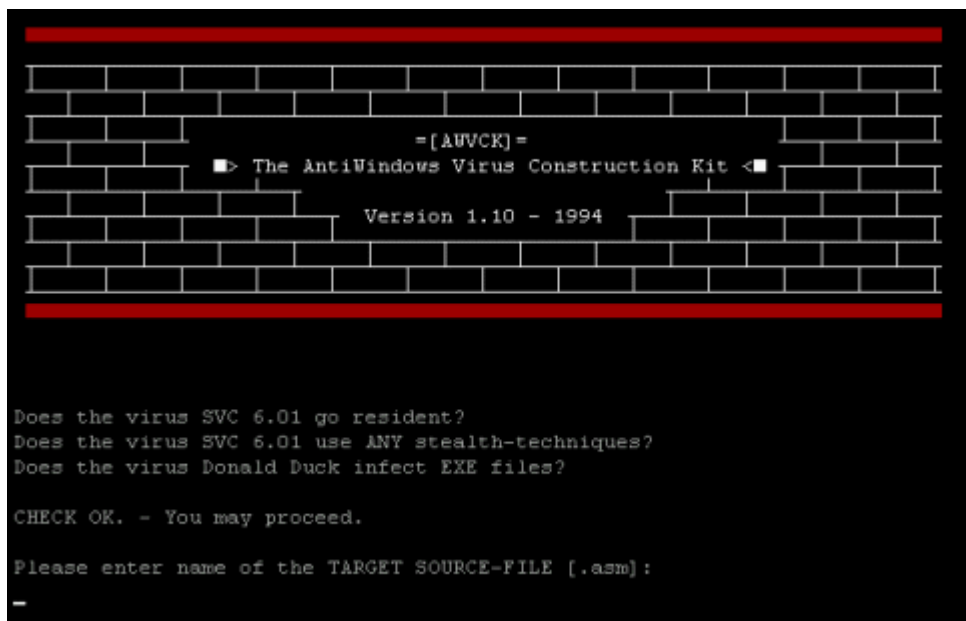 =[AWVCK]=
■> The AntiWindows Virus Construction Kit <■
Version 1.10 - 1994
Does the virus SVC 6.01 go resident?
Does the virus SVC 6.01 use ANY stealth-techniques?
Does the virus Donald Duck infect EXE files?
CHECK OK. - You may proceed.
Please enter name of the TARGET SOURCE-FILE [.asm]: